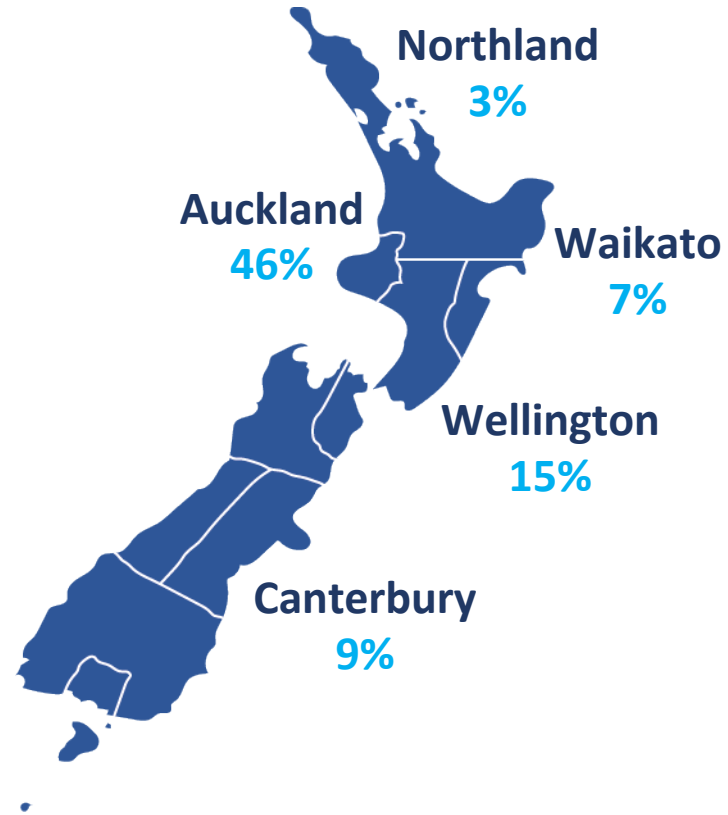 Northland
3%
Auckland
46%
Waikato
7%
Wellington
15%
Canterbury
9%